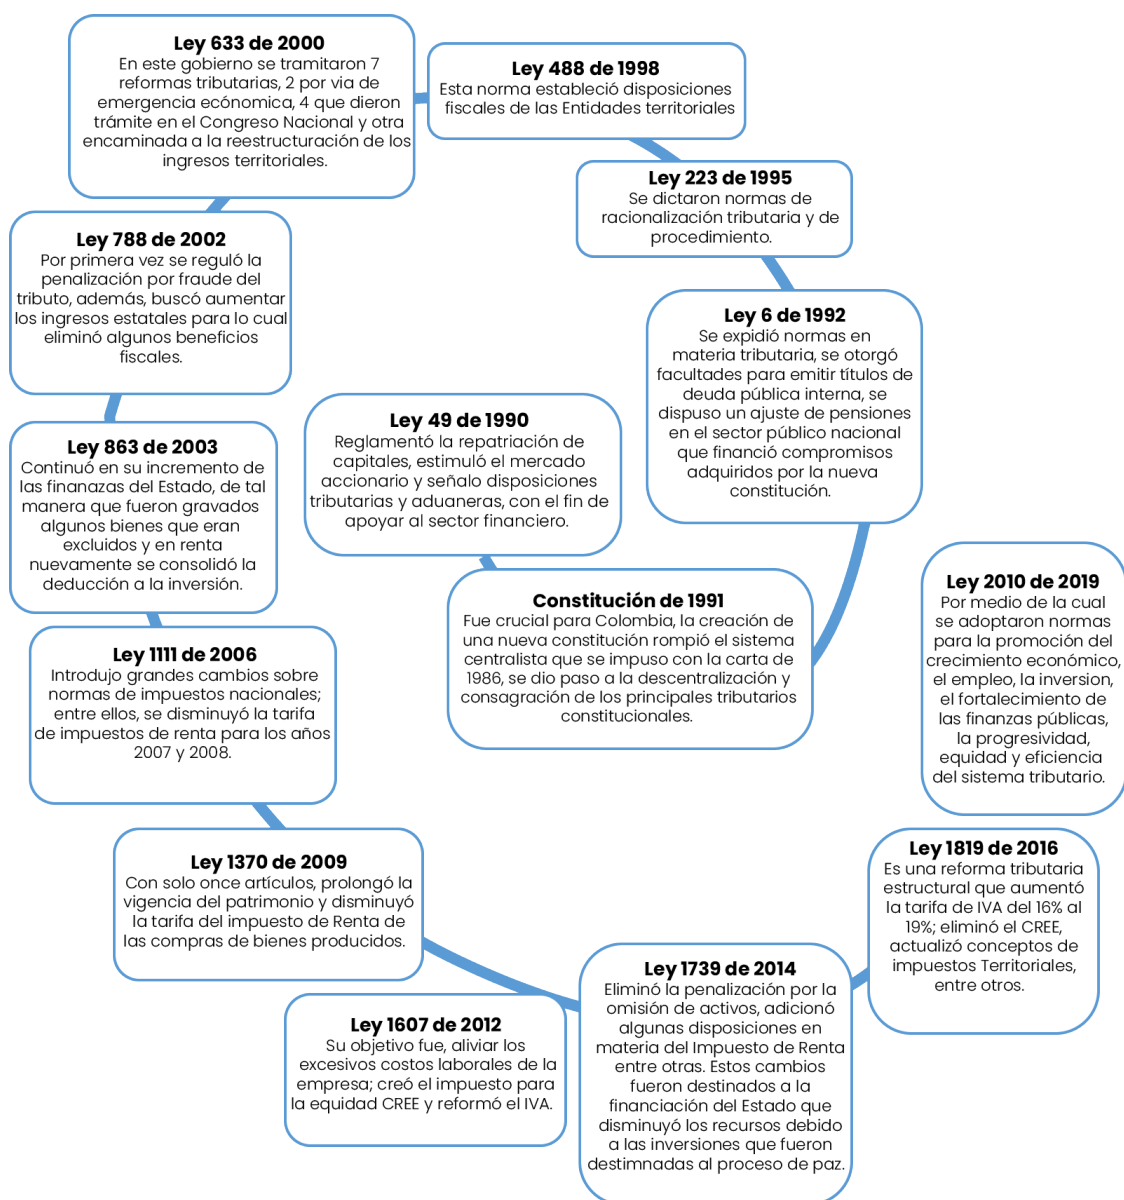 Ley 633 de 2000
En este gobierno se tramitaron 7
reformas tributarias, 2 por via de
emergencia ecónomica, 4 que dieron
trámite en el Congreso Nacional y otra
encaminada a la reestructuración de los
ingresos territoriales.
Ley 488 de 1998
Esta norma estableció disposiciones
fiscales de las Entidades territoriales
Ley 223 de 1995
Se dictaron normas de
racionalización tributaria y de
procedimiento.
Ley 788 de 2002
Por primera vez se reguló la
penalización por fraude del
tributo, además, buscó aumentar
los ingresos estatales para lo cual
eliminó algunos beneficios
fiscales.
Ley 6 de 1992
Se expidió normas en
materia tributaria, se otorgó
facultades para emitir títulos de
deuda pública interna, se
dispuso un ajuste de pensiones
en el sector público nacional
que financió compromisos
adquiridos por la nueva
constitución.
Ley 49 de 1990
Reglamentó la repatriación de
capitales, estimuló el mercado
accionario y señalo disposiciones
tributarias y aduaneras, con el fin de
apoyar al sector financiero.
Ley 863 de 2003
Continuó en su incremento de
las finanazas del Estado, de tal
manera que fueron gravados
algunos bienes que eran
excluidos y en renta
nuevamente se consolidó la
deducción a la inversión.
Constitución de 1991
Fue crucial para Colombia, la creación de
una nueva constitución rompió el sistema
centralista que se impuso con la carta de
1986, se dio paso a la descentralización y
consagración de los principales tributarios
constitucionales.
Ley 2010 de 2019
Por medio de la cual
se adoptaron normas
para la promoción del
crecimiento económico,
el empleo, la inversion,
el fortalecimiento de
las finanzas públicas,
la progresividad,
equidad y eficiencia
del sistema tributario.
Ley 1111 de 2006
Introdujo grandes cambios sobre
normas de impuestos nacionales;
entre ellos, se disminuyó la tarifa
de impuestos de renta para los años
2007 y 2008.
Ley 1370 de 2009
Con solo once artículos, prolongó la
vigencia del patrimonio y disminuyó
la tarifa del impuesto de Renta de
las compras de bienes producidos.
Ley 1819 de 2016
Es una reforma tributaria
estructural que aumentó
la tarifa de IVA del 16% al
19%; eliminó el CREE,
actualizó conceptos de
impuestos Territoriales,
entre otros.
Ley 1607 de 2012
Su objetivo fue, aliviar los
excesivos costos laborales de la
empresa; creó el impuesto para
la equidad CREE y reformó el IVA.
Ley 1739 de 2014
Eliminó la penalización por la
omisión de activos, adicionó
algunas disposiciones en
materia del Impuesto de Renta
entre otras. Estos cambios
fueron destinados a la
financiación del Estado que
disminuyó los recursos debido
a las inversiones que fueron
destimnadas al proceso de paz.